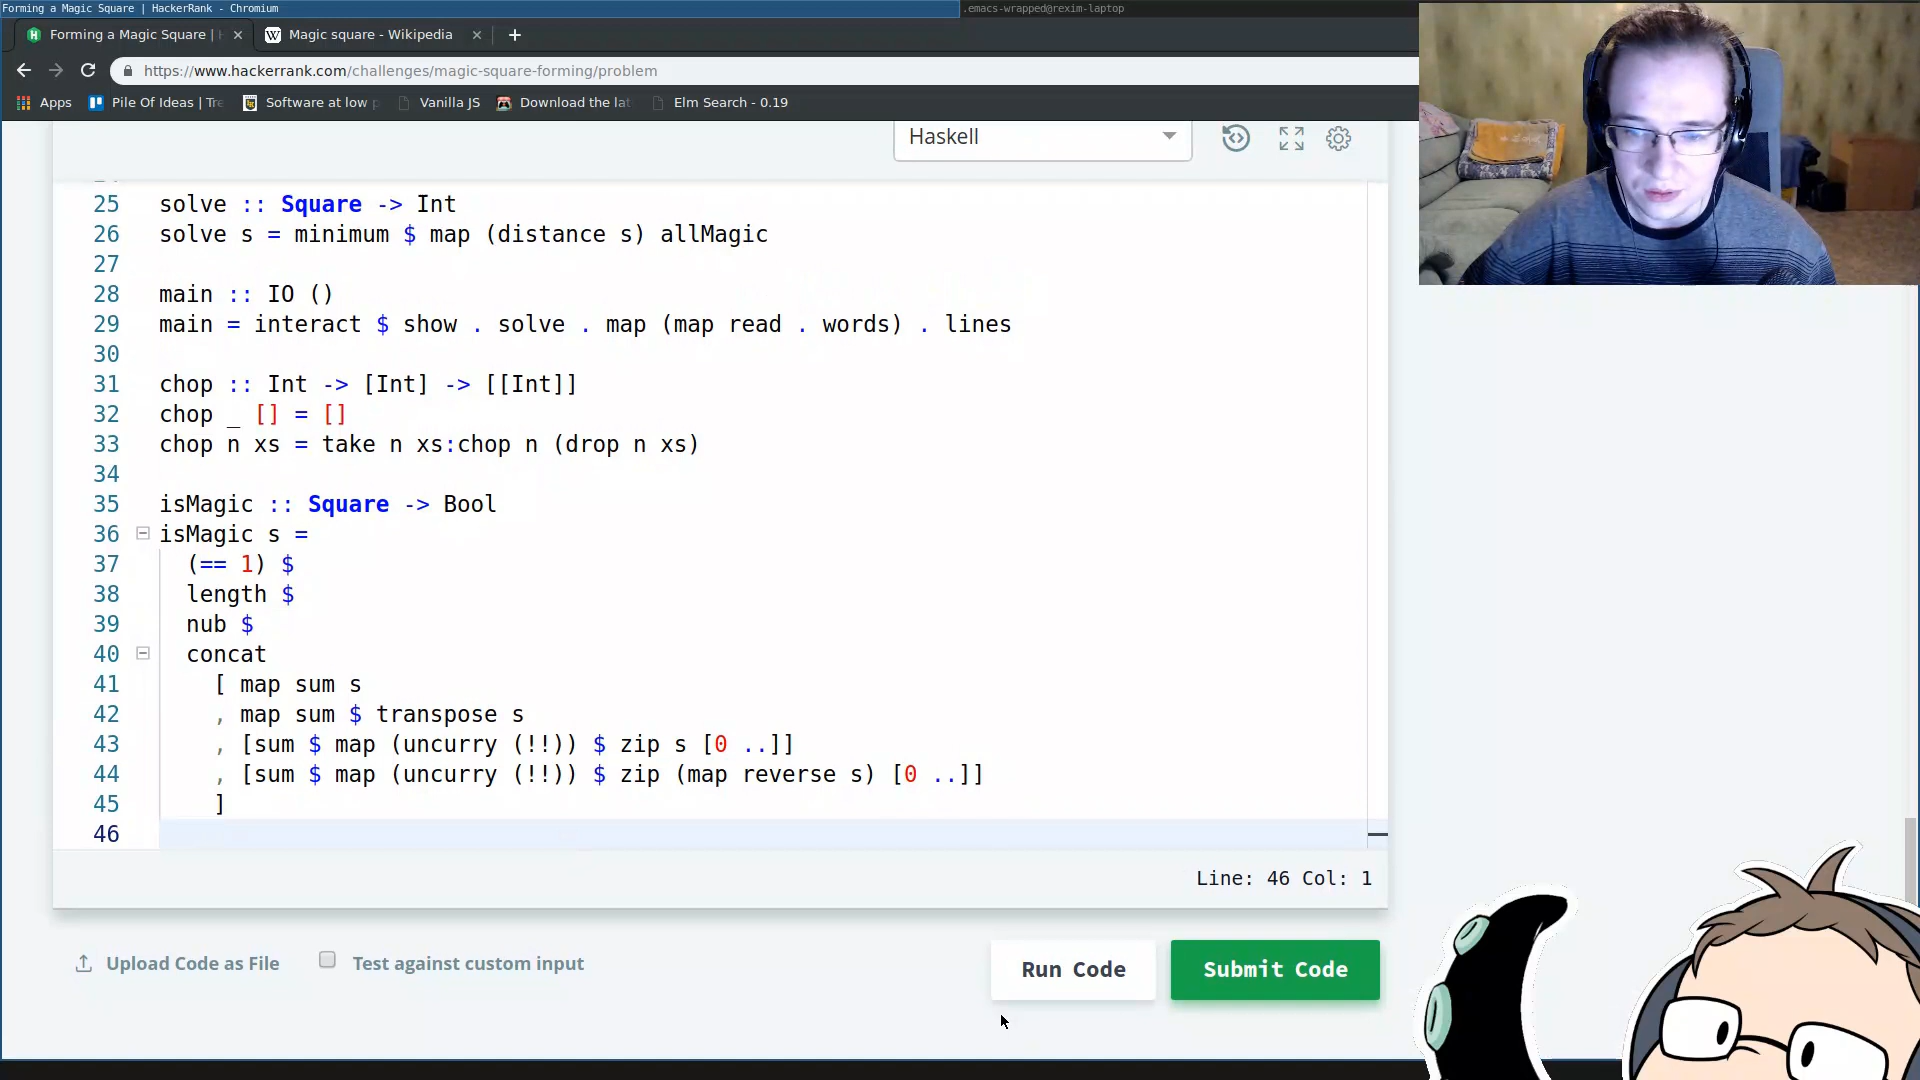 Forming a Magic Square | HackerRank - Chromium
.emacs-wrapped@rexim-laptop
Forming a Magic Square |
W Magic square - Wikipedia
https://www.hackerrank.com/challenges/magic-square-forming/problem
Apps
Pile Of Ideas | Tre
Software at low p
Vanilla JS
Download the lat
Elm Search - 0.19
Haskell
25 solve :: Square -> Int
26 solve s = minimum $ map (distance s) allMagic
27
28 main :: IO ()
29 main = interact $ show . solve . map (map read . words) . lines
30
31 chop :: Int -> [Int] -> [[Int]]
32 chop _ [] = []
33 chop n xs = take n xs:chop n (drop n xs)
34
35 isMagic :: Square -> Bool
36 isMagic s =
37 (== 1) $
38 length $
39 nub $
40 concat
41 [ map sum s
42 , map sum $ transpose s
43 , [sum $ map (uncurry (!!)) $ zip s [0 ..]]
44 , [sum $ map (uncurry (!!)) $ zip (map reverse s) [0 ..]]
45 ]
46
Line: 46 Col: 1
Upload Code as File
Test against custom input
Run Code
Submit Code